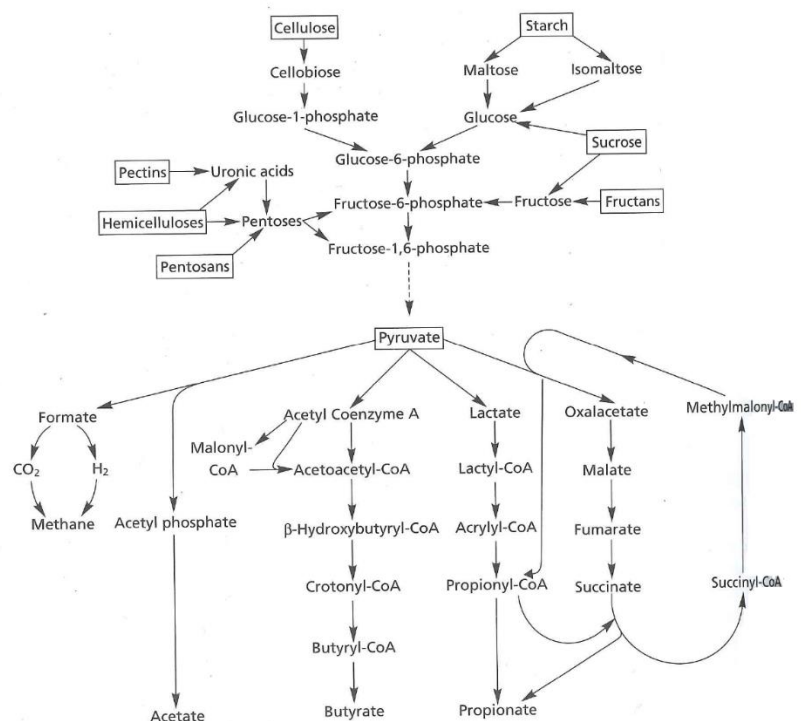 Cellulose
Starch
Cellobiose
Maltose
Isomaltose
Glucose-1-phosphate
Glucose
Glucose-6-phosphate
Sucrose
Pectins
Uronic acids
Hemicelluloses
Pentoses
Fructose-6-phosphate
Fructose
Fructans
Pentosans
Fructose-1,6-phosphate
Pyruvate
Formate
Acetyl Coenzyme A
Lactate
Oxalacetate
Methylmalonyl-CoA
Malonyl-
CoA
CO₂
H₂
Acetoacetyl-CoA
Lactyl-CoA
Malate
Methane
Acetyl phosphate
β-Hydroxybutyryl-CoA
Acrylyl-CoA
Fumarate
Crotonyl-CoA
Propionyl-CoA
Succinate
Succinyl-CoA
Butyryl-CoA
Acetate
Butyrate
Propionate